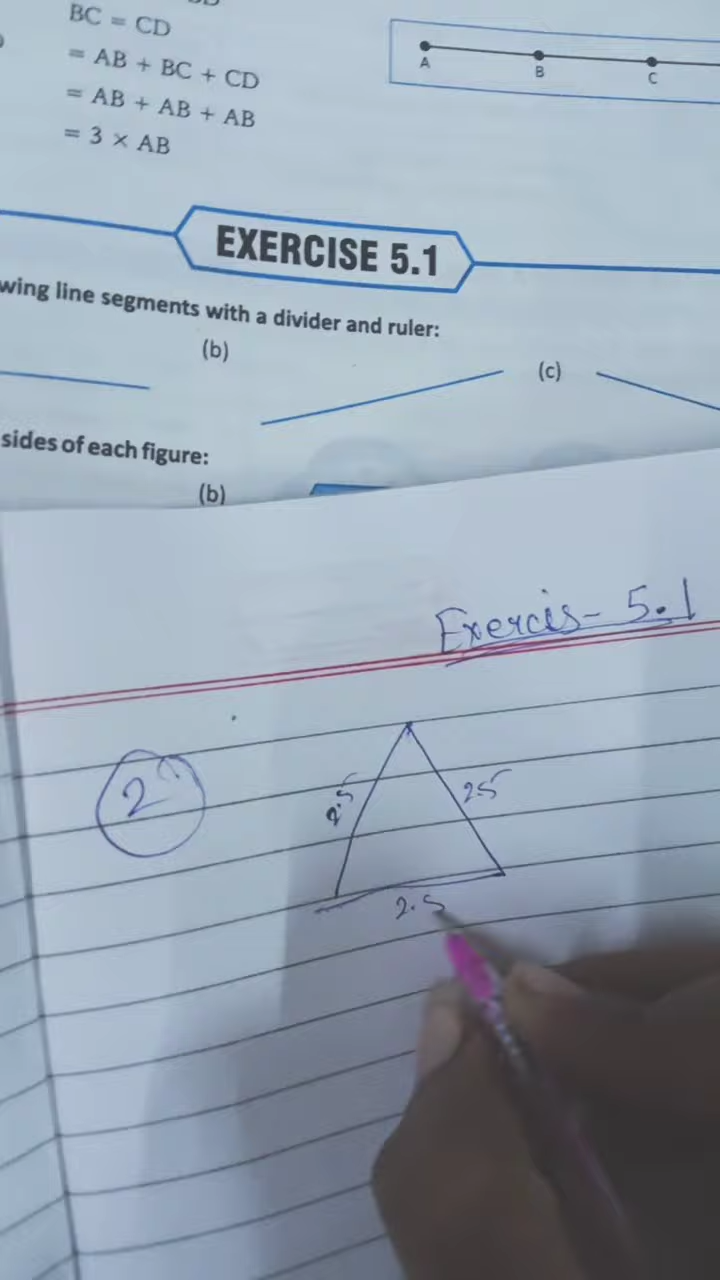 BC = CD
= AB + BC + CD
= AB + AB + AB
= 3 × AB
A B C
EXERCISE 5.1
wing line segments with a divider and ruler:
(b)
(c)
sides of each figure:
(b)
Exercis- 5.1
2
2.5
2.5
2.5